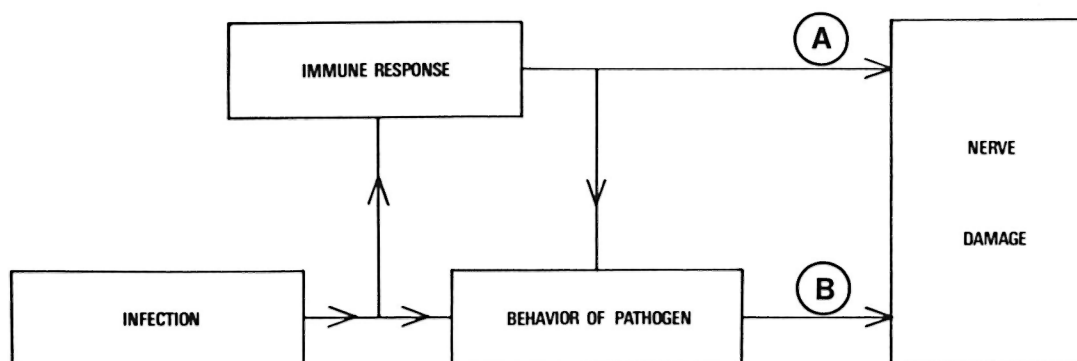 A
IMMUNE RESPONSE
NERVE
DAMAGE
B
INFECTION
BEHAVIOR OF PATHOGEN